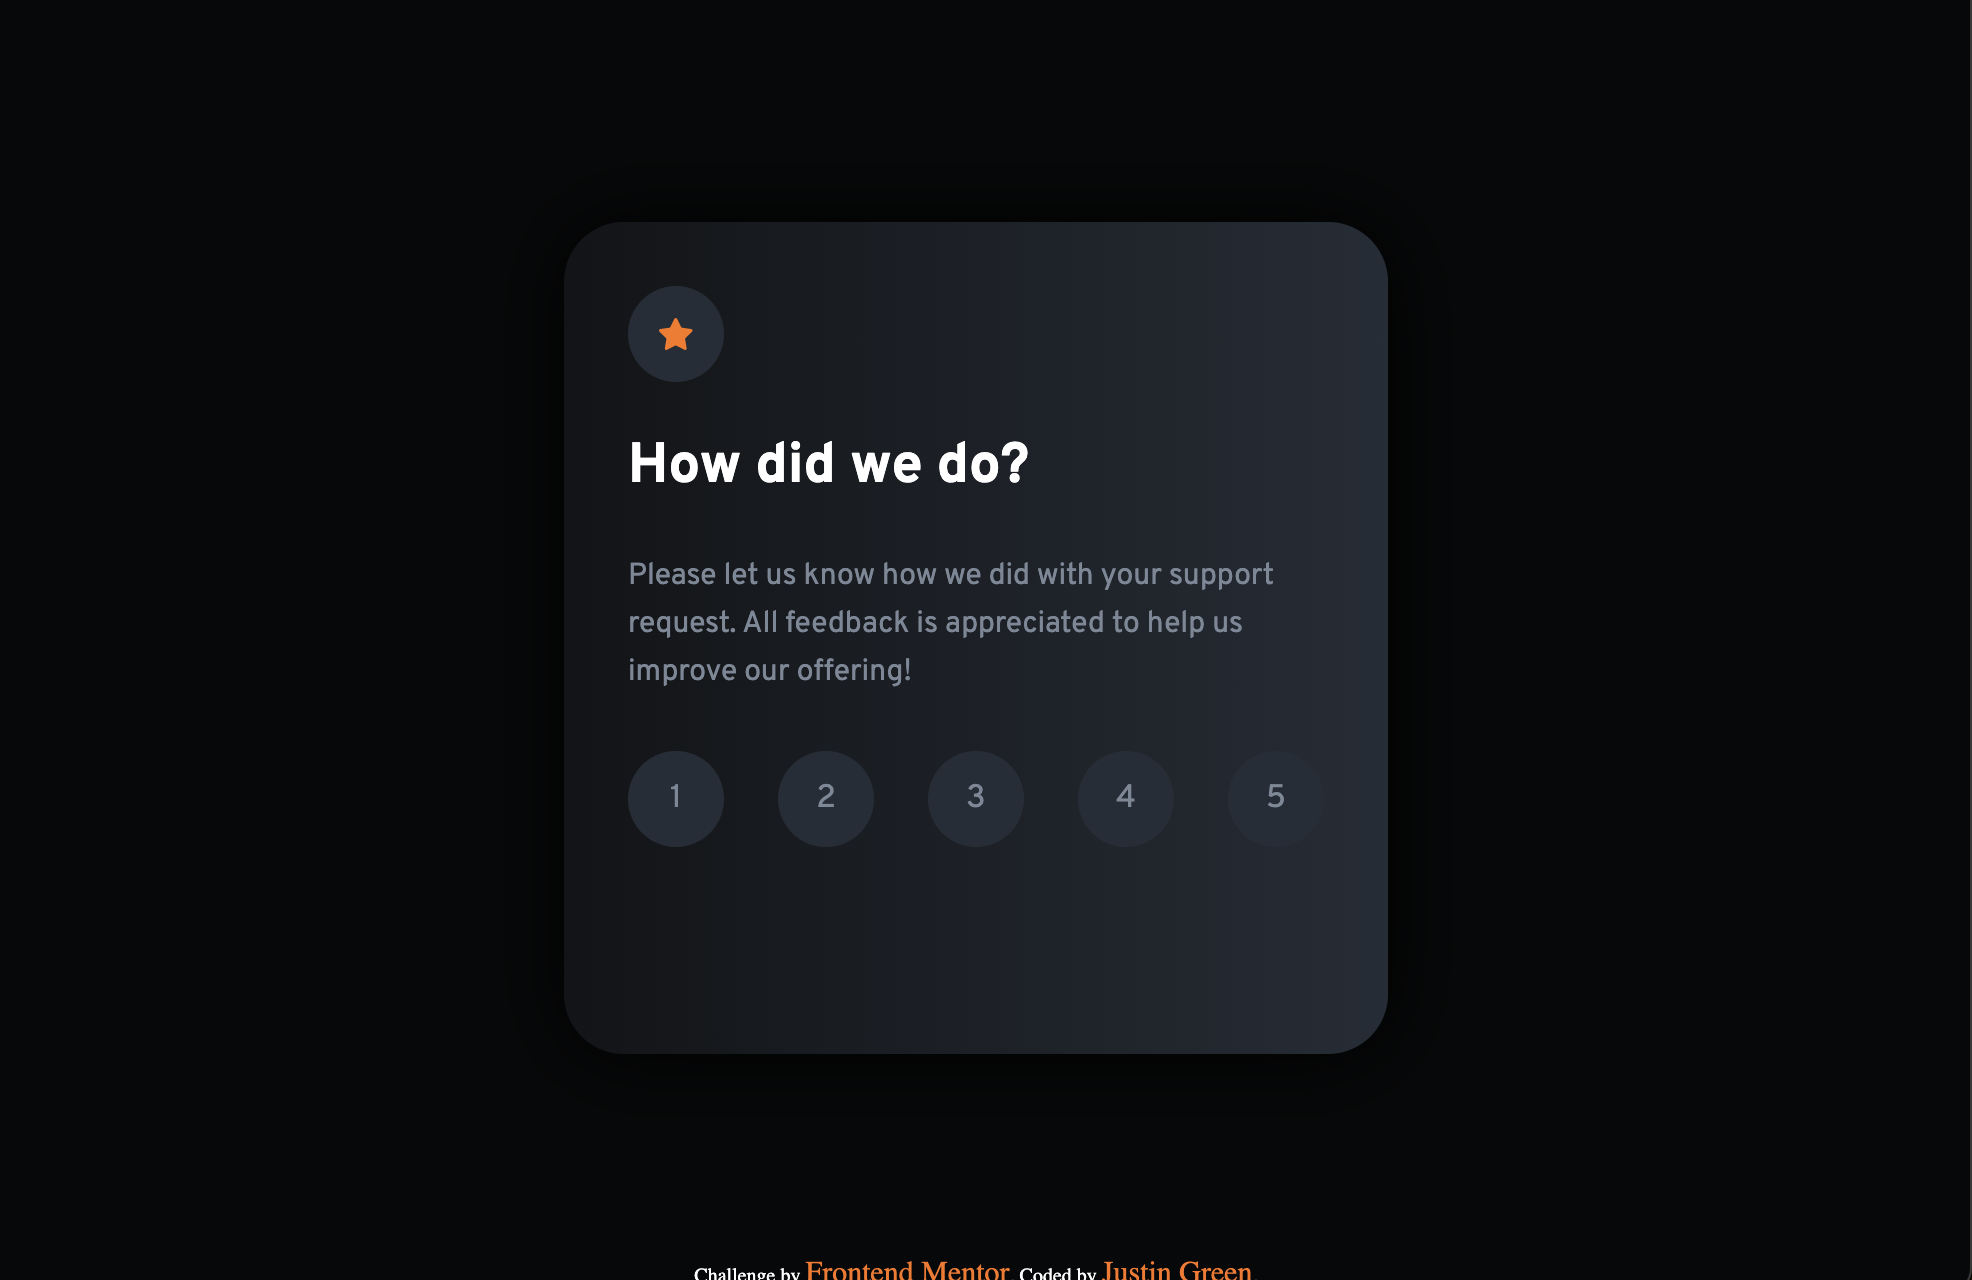 How did we do?
Please let us know how we did with your support
request. All feedback is appreciated to help us
improve our offering!
1 2 3 4 5
Challenge by Frontend Mentor. Coded by Justin Green.